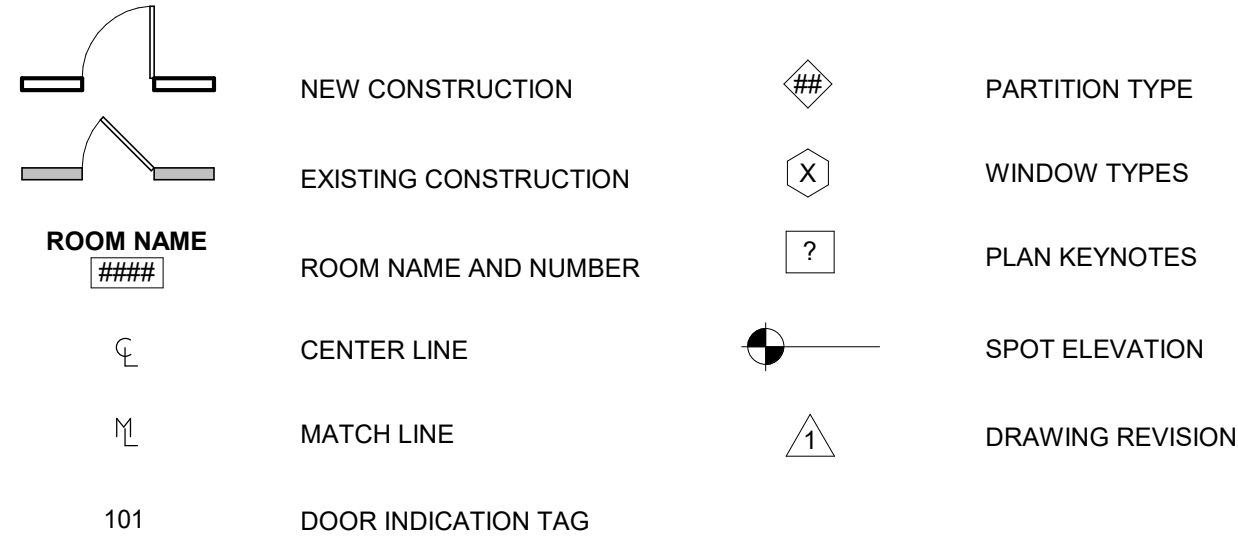 NEW CONSTRUCTION
EXISTING CONSTRUCTION
ROOM NAME
####
ROOM NAME AND NUMBER
CL
CENTER LINE
ML
MATCH LINE
101
DOOR INDICATION TAG
##
PARTITION TYPE
X
WINDOW TYPES
?
PLAN KEYNOTES
SPOT ELEVATION
1
DRAWING REVISION